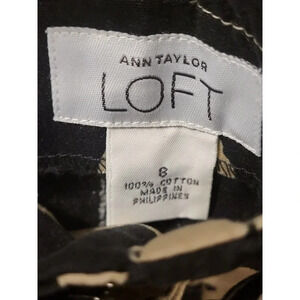 ANN TAYLOR
LOFT
8
100% COTTON
MADE IN
PHILIPPINES